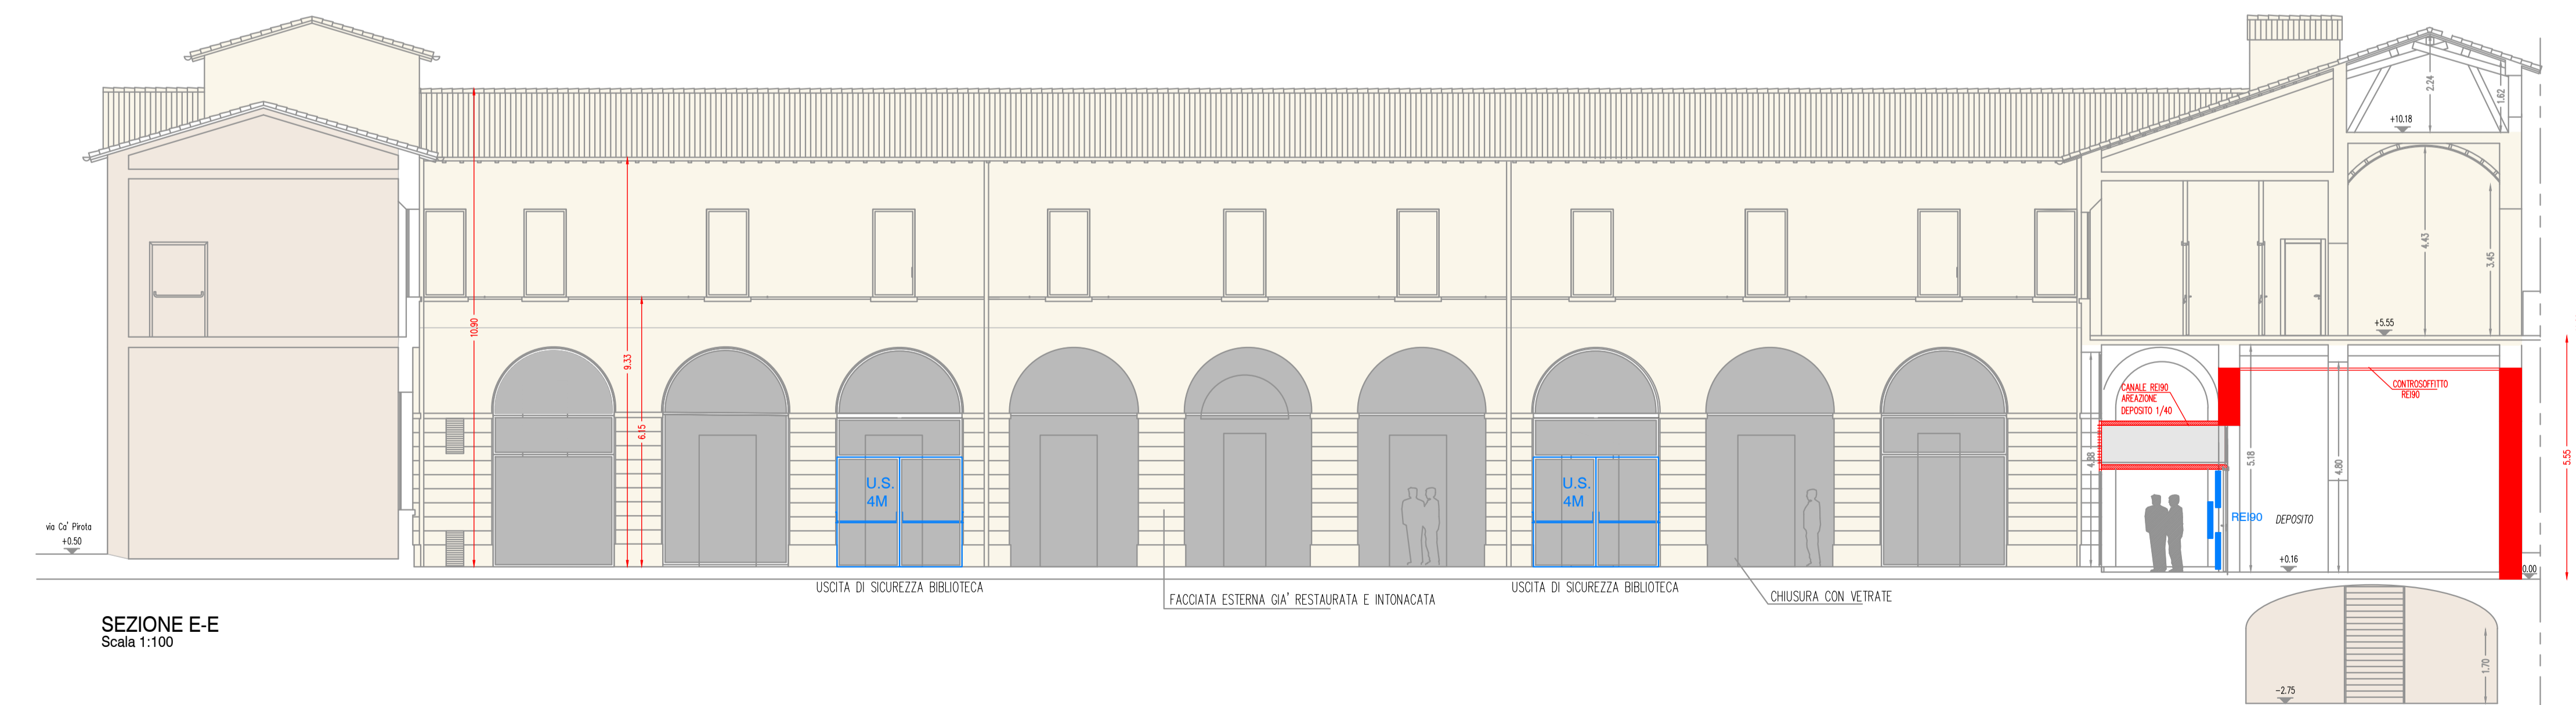 2.24
1.62
+10.18
4.43
3.45
10.90
9.33
6.15
+5.55
CANALE REI90
AREAZIONE
DEPOSITO 1/40
CONTROSOFFITTO
REI90
4.88
5.18
4.80
5.55
U.S.
4M
U.S.
4M
REI90
DEPOSITO
via Ca' Pirota
+0.50
+0.16
0.00
USCITA DI SICUREZZA BIBLIOTECA
USCITA DI SICUREZZA BIBLIOTECA
FACCIATA ESTERNA GIA' RESTAURATA E INTONACATA
CHIUSURA CON VETRATE
SEZIONE E-E
Scala 1:100
1.70
-2.75